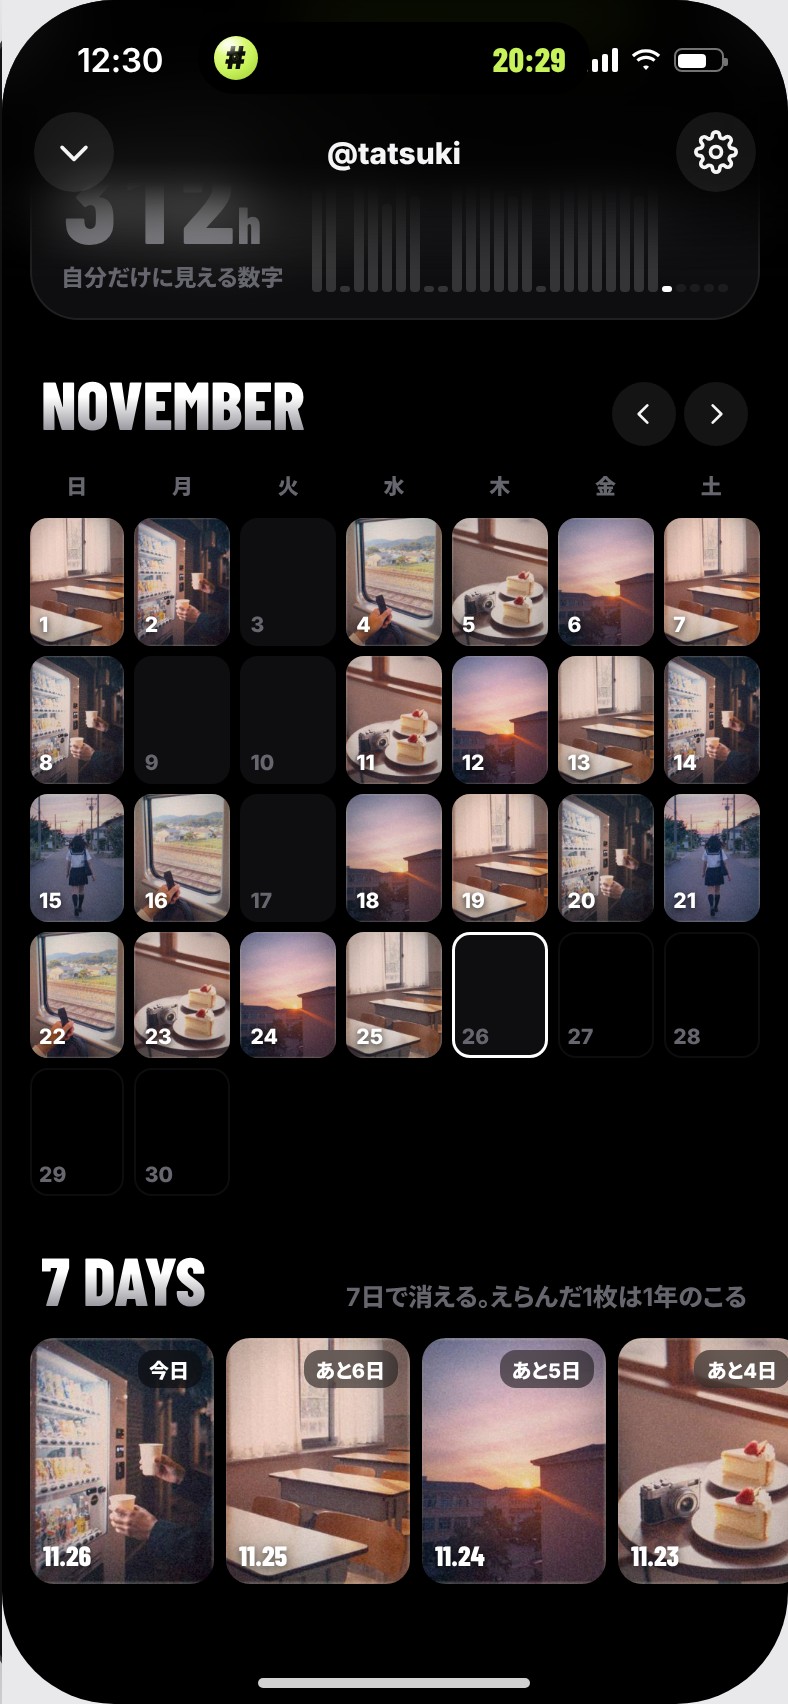 12:30 # 20:29
@tatsuki
312h
自分だけに見える数字
NOVEMBER
日 月 火 水 木 金 土
1 2 3 4 5 6 7
8 9 10 11 12 13 14
15 16 17 18 19 20 21
22 23 24 25 26 27 28
29 30
7 DAYS
7日で消える。えらんだ1枚は1年のこる
今日 あと6日 あと5日 あと4日
11.26 11.25 11.24 11.23